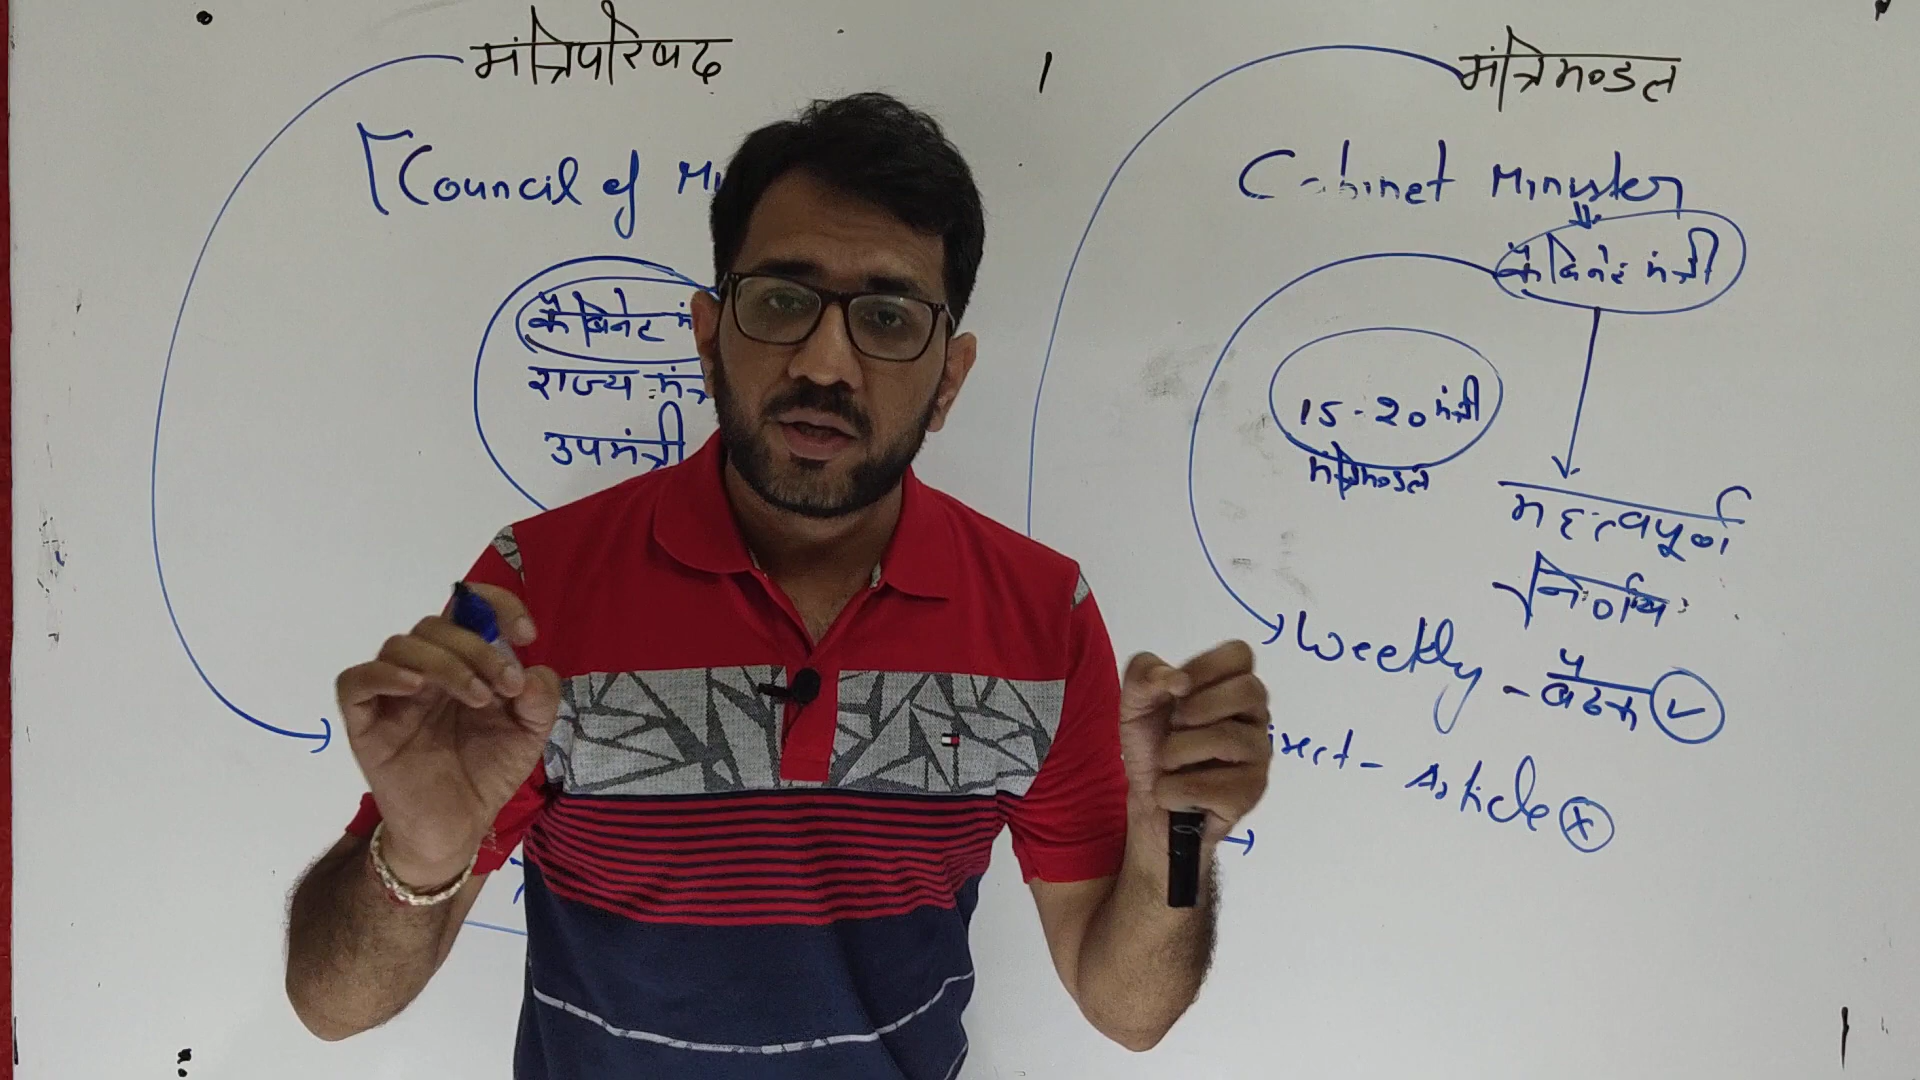 मंत्रिपरिषद
Council of Mi
कैबिनेट मं
राज्य मंत्र
उपमंत्री
मंत्रिमण्डल
Cabinet Minister
कैबिनेट मंत्री
15-20 मंत्री
मंत्रिमण्डल
महत्वपूर्ण
निर्णय
Weekly - बैठक
irect - Article